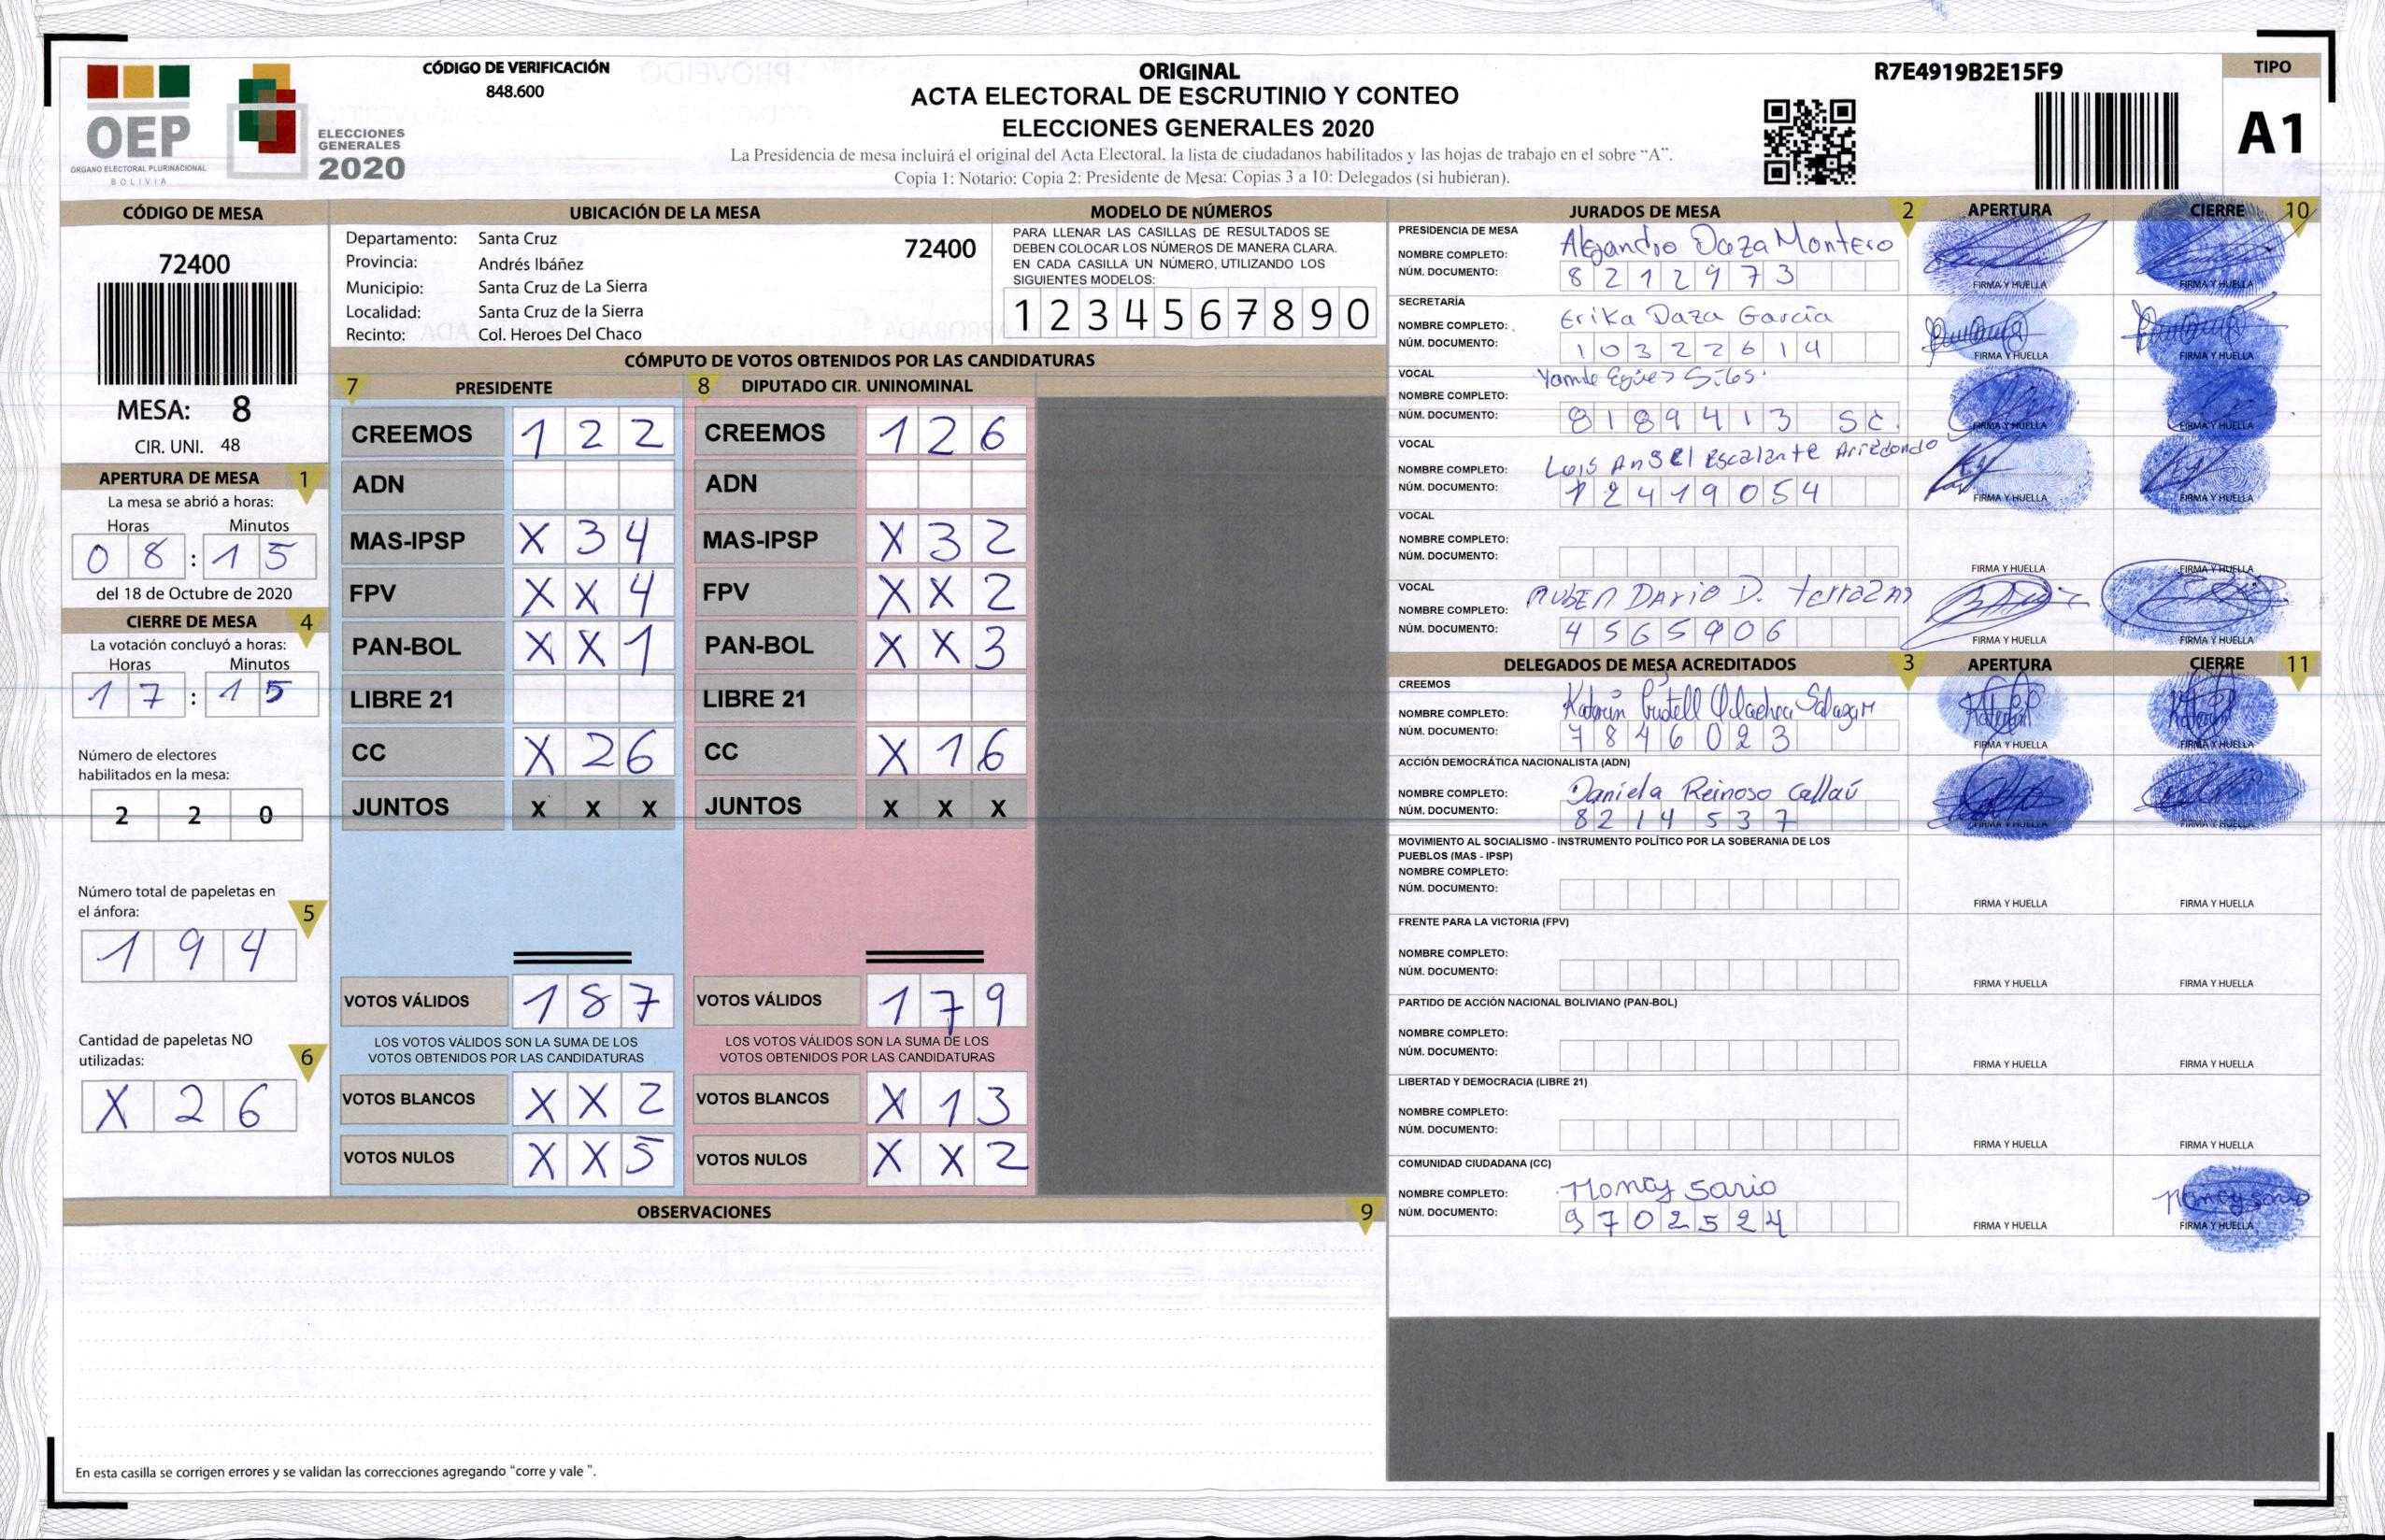 OEP
ORGANO ELECTORAL PLURINACIONAL
BOLIVIA
ELECCIONES
GENERALES
2020
CÓDIGO DE VERIFICACIÓN
848.600
ORIGINAL
ACTA ELECTORAL DE ESCRUTINIO Y CONTEO
ELECCIONES GENERALES 2020
La Presidencia de mesa incluirá el original del Acta Electoral, la lista de ciudadanos habilitados y las hojas de trabajo en el sobre “A”.
Copia 1: Notario; Copia 2: Presidente de Mesa; Copias 3 a 10: Delegados (si hubieran).
R7E4919B2E15F9
TIPO
A1
CÓDIGO DE MESA
72400
MESA: 8
CIR. UNI. 48
APERTURA DE MESA 1
La mesa se abrió a horas:
Horas Minutos
0 8 : 1 5
del 18 de Octubre de 2020
CIERRE DE MESA 4
La votación concluyó a horas:
Horas Minutos
1 7 : 1 5
Número de electores
habilitados en la mesa:
2 2 0
Número total de papeletas en
el ánfora: 5
1 9 4
Cantidad de papeletas NO
utilizadas: 6
X 2 6
UBICACIÓN DE LA MESA
Departamento: Santa Cruz
72400
Provincia: Andrés Ibáñez
Municipio: Santa Cruz de La Sierra
Localidad: Santa Cruz de la Sierra
Recinto: Col. Heroes Del Chaco
MODELO DE NÚMEROS
PARA LLENAR LAS CASILLAS DE RESULTADOS SE
DEBEN COLOCAR LOS NÚMEROS DE MANERA CLARA.
EN CADA CASILLA UN NÚMERO, UTILIZANDO LOS
SIGUIENTES MODELOS:
1 2 3 4 5 6 7 8 9 0
CÓMPUTO DE VOTOS OBTENIDOS POR LAS CANDIDATURAS
7 PRESIDENTE 8 DIPUTADO CIR. UNINOMINAL
CREEMOS 1 2 2 CREEMOS 1 2 6
ADN ADN
MAS-IPSP X 3 4 MAS-IPSP X 3 2
FPV X X 4 FPV X X 2
PAN-BOL X X 1 PAN-BOL X X 3
LIBRE 21 LIBRE 21
CC X 2 6 CC X 1 6
JUNTOS X X X JUNTOS X X X
VOTOS VÁLIDOS 1 8 7 VOTOS VÁLIDOS 1 7 9
LOS VOTOS VÁLIDOS SON LA SUMA DE LOS LOS VOTOS VÁLIDOS SON LA SUMA DE LOS
VOTOS OBTENIDOS POR LAS CANDIDATURAS VOTOS OBTENIDOS POR LAS CANDIDATURAS
VOTOS BLANCOS X X 2 VOTOS BLANCOS X 1 3
VOTOS NULOS X X 5 VOTOS NULOS X X 2
OBSERVACIONES 9
En esta casilla se corrigen errores y se validan las correcciones agregando “corre y vale ”.
JURADOS DE MESA 2 APERTURA CIERRE 10
PRESIDENCIA DE MESA
NOMBRE COMPLETO: Alejandro Daza Montero
NÚM. DOCUMENTO: 8 2 1 2 9 7 3
FIRMA Y HUELLA FIRMA Y HUELLA
SECRETARÍA
NOMBRE COMPLETO: Erika Daza Garcia
NÚM. DOCUMENTO: 1 0 3 2 2 6 1 4
FIRMA Y HUELLA FIRMA Y HUELLA
VOCAL
NOMBRE COMPLETO:
NÚM. DOCUMENTO: 8 1 8 9 4 1 3 SC.
FIRMA Y HUELLA FIRMA Y HUELLA
VOCAL
NOMBRE COMPLETO: Luis Angel Escalante Arredondo
NÚM. DOCUMENTO: 1 2 4 1 9 0 5 4
FIRMA Y HUELLA FIRMA Y HUELLA
VOCAL
NOMBRE COMPLETO:
NÚM. DOCUMENTO:
FIRMA Y HUELLA FIRMA Y HUELLA
VOCAL
NOMBRE COMPLETO: RUBEN DARIO D.
NÚM. DOCUMENTO: 4 5 6 5 9 0 6
FIRMA Y HUELLA FIRMA Y HUELLA
DELEGADOS DE MESA ACREDITADOS 3 APERTURA CIERRE 11
CREEMOS
NOMBRE COMPLETO: Salazar
NÚM. DOCUMENTO: 7 8 4 6 0 2 3
FIRMA Y HUELLA FIRMA Y HUELLA
ACCIÓN DEMOCRÁTICA NACIONALISTA (ADN)
NOMBRE COMPLETO: Daniela Reinoso Callaú
NÚM. DOCUMENTO: 8 2 1 4 5 3 7
FIRMA Y HUELLA FIRMA Y HUELLA
MOVIMIENTO AL SOCIALISMO - INSTRUMENTO POLÍTICO POR LA SOBERANIA DE LOS
PUEBLOS (MAS - IPSP)
NOMBRE COMPLETO:
NÚM. DOCUMENTO:
FIRMA Y HUELLA FIRMA Y HUELLA
FRENTE PARA LA VICTORIA (FPV)
NOMBRE COMPLETO:
NÚM. DOCUMENTO:
FIRMA Y HUELLA FIRMA Y HUELLA
PARTIDO DE ACCIÓN NACIONAL BOLIVIANO (PAN-BOL)
NOMBRE COMPLETO:
NÚM. DOCUMENTO:
FIRMA Y HUELLA FIRMA Y HUELLA
LIBERTAD Y DEMOCRACIA (LIBRE 21)
NOMBRE COMPLETO:
NÚM. DOCUMENTO:
FIRMA Y HUELLA FIRMA Y HUELLA
COMUNIDAD CIUDADANA (CC)
NOMBRE COMPLETO: Nancy Sario
NÚM. DOCUMENTO: 9 7 0 2 5 2 4
FIRMA Y HUELLA FIRMA Y HUELLA